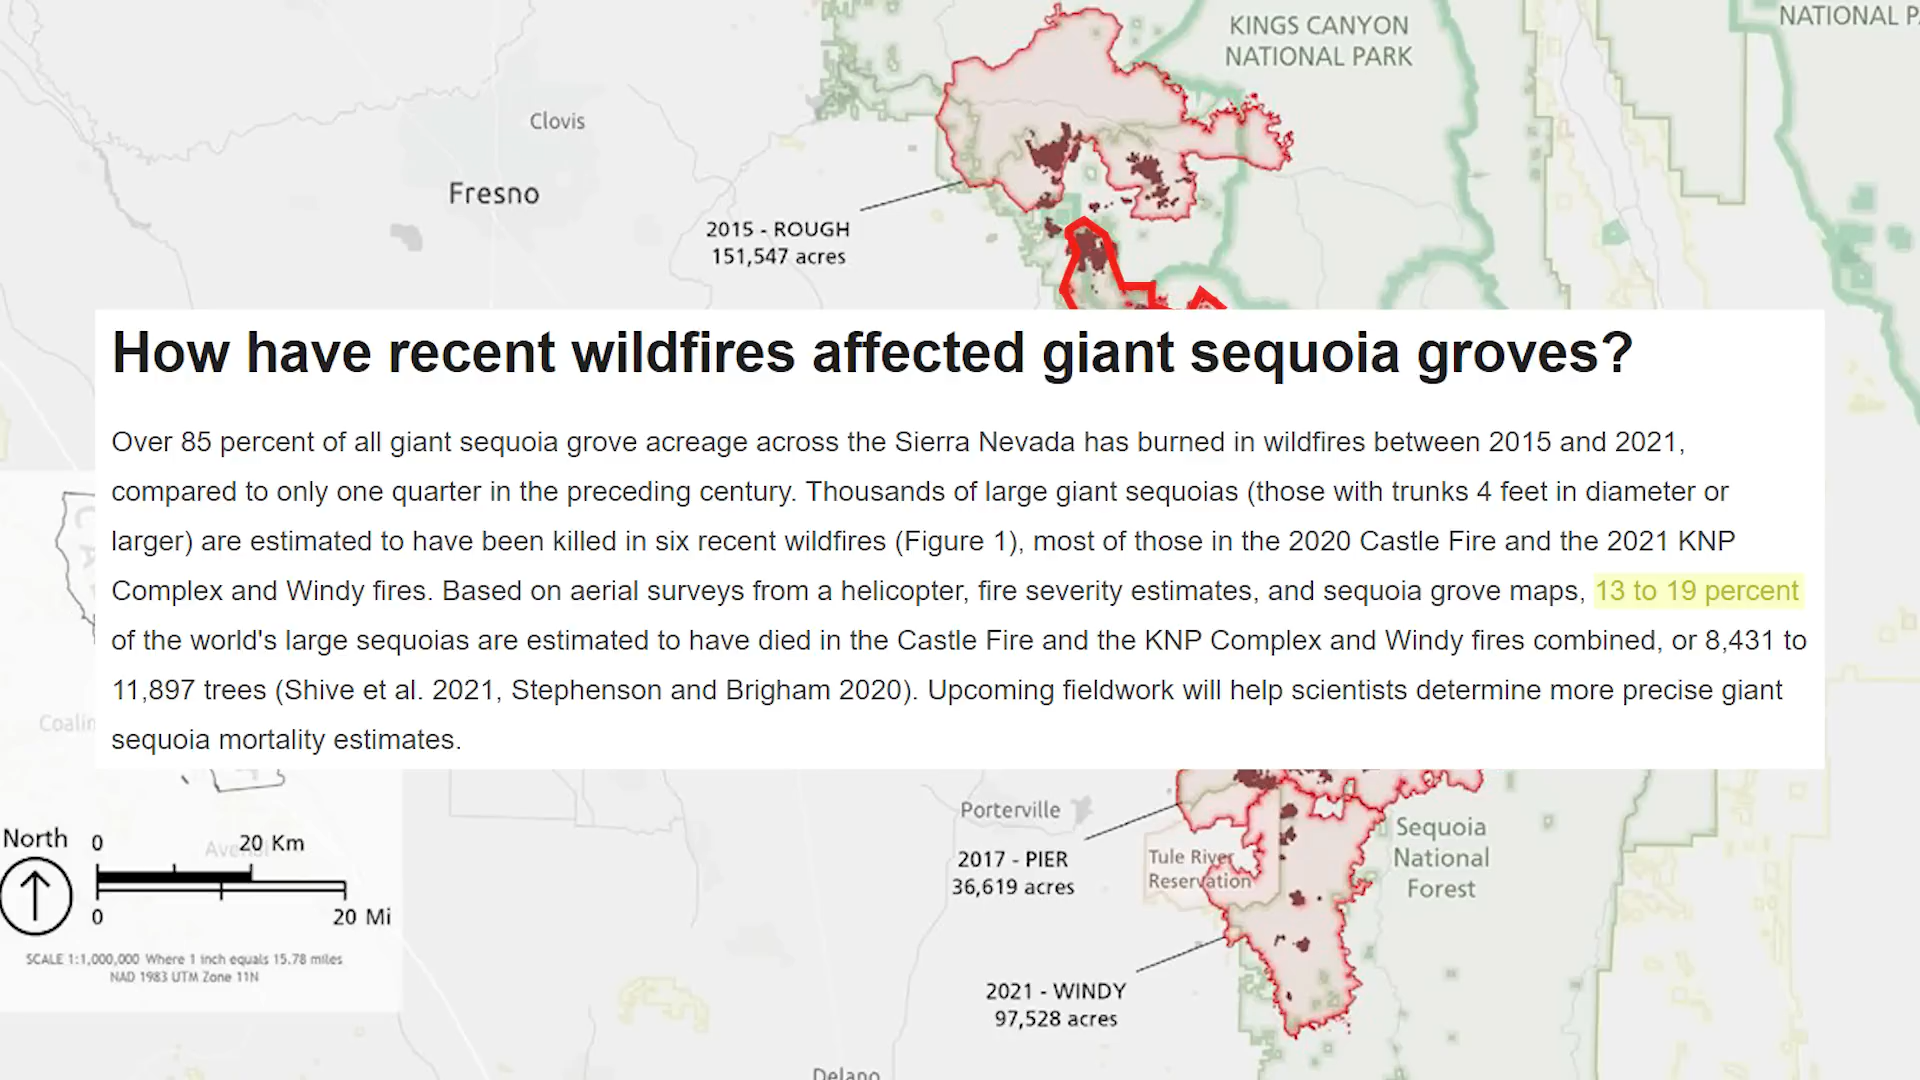 KINGS CANYON
NATIONAL PARK
NATIONAL P
Clovis
Fresno
2015 - ROUGH
151,547 acres
How have recent wildfires affected giant sequoia groves?
Over 85 percent of all giant sequoia grove acreage across the Sierra Nevada has burned in wildfires between 2015 and 2021,
compared to only one quarter in the preceding century. Thousands of large giant sequoias (those with trunks 4 feet in diameter or
larger) are estimated to have been killed in six recent wildfires (Figure 1), most of those in the 2020 Castle Fire and the 2021 KNP
Complex and Windy fires. Based on aerial surveys from a helicopter, fire severity estimates, and sequoia grove maps, 13 to 19 percent
of the world's large sequoias are estimated to have died in the Castle Fire and the KNP Complex and Windy fires combined, or 8,431 to
11,897 trees (Shive et al. 2021, Stephenson and Brigham 2020). Upcoming fieldwork will help scientists determine more precise giant
sequoia mortality estimates.
Coalin
Porterville
2017 - PIER
36,619 acres
Tule River
Reservation
Sequoia
National
Forest
2021 - WINDY
97,528 acres
North
0 20 Km
0 20 Mi
SCALE 1:1,000,000 Where 1 inch equals 15.78 miles
NAD 1983 UTM Zone 11N
Delano